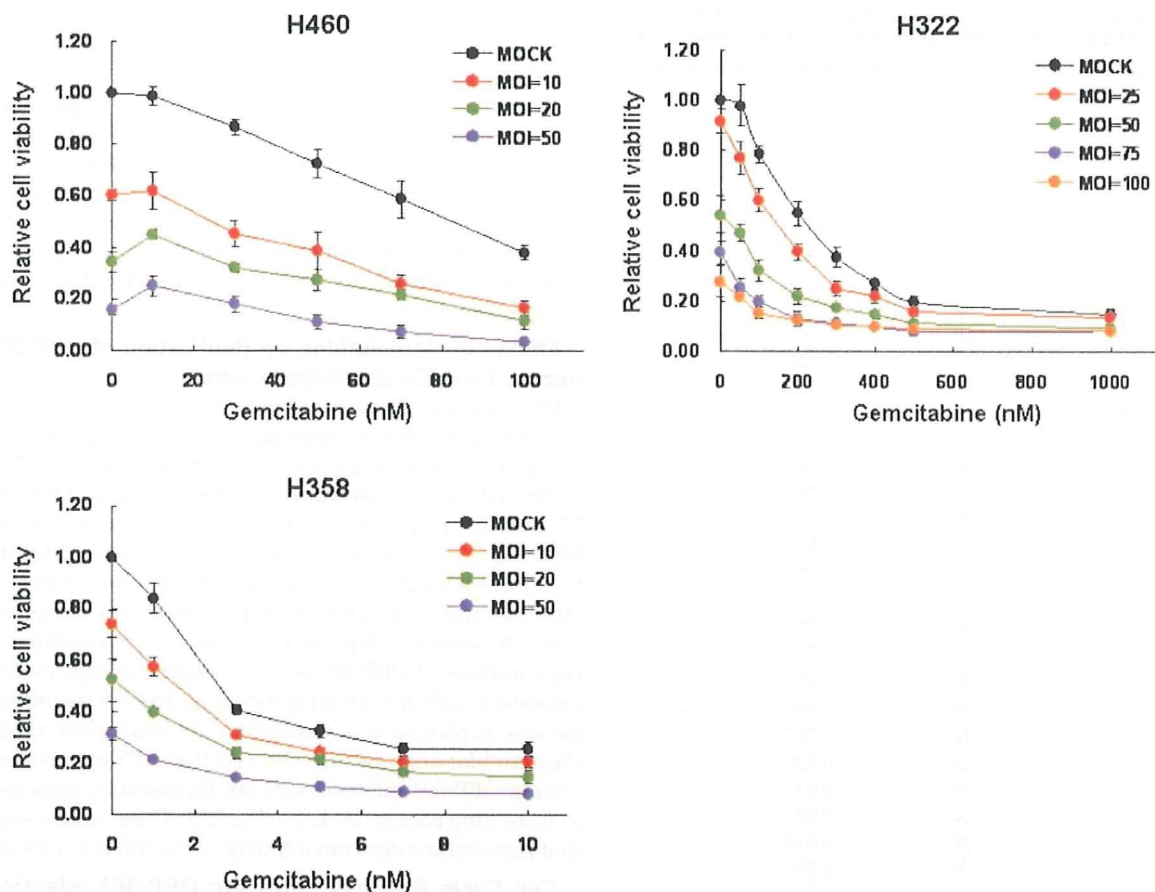 H460
1.20
1.00
0.80
0.60
0.40
0.20
0.00
Relative cell viability
0 20 40 60 80 100
Gemcitabine (nM)
MOCK
MOI=10
MOI=20
MOI=50
H322
1.20
1.00
0.80
0.60
0.40
0.20
0.00
Relative cell viability
0 200 400 600 800 1000
Gemcitabine (nM)
MOCK
MOI=25
MOI=50
MOI=75
MOI=100
H358
1.20
1.00
0.80
0.60
0.40
0.20
0.00
Relative cell viability
0 2 4 6 8 10
Gemcitabine (nM)
MOCK
MOI=10
MOI=20
MOI=50